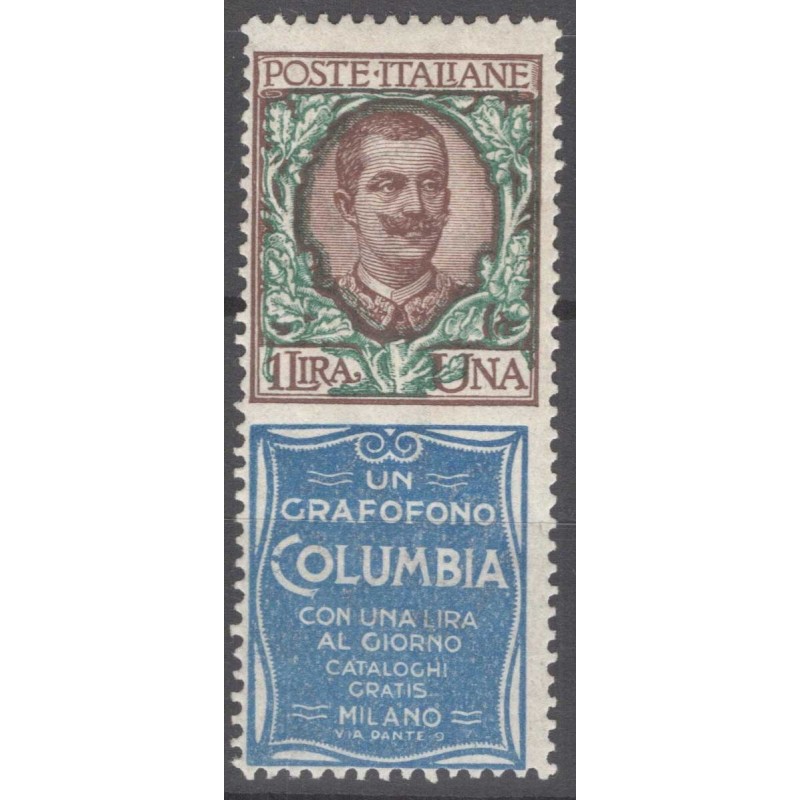 POSTE·ITALIANE
1 LIRA UNA
UN
GRAFOFONO
COLUMBIA
CON UNA LIRA
AL GIORNO
CATALOGHI
GRATIS
MILANO
VIA DANTE 9